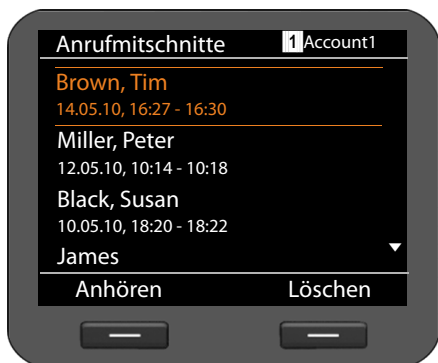 Anrufmitschnitte 1 Account1
Brown, Tim
14.05.10, 16:27 - 16:30
Miller, Peter
12.05.10, 10:14 - 10:18
Black, Susan
10.05.10, 18:20 - 18:22
James
Anhören Löschen